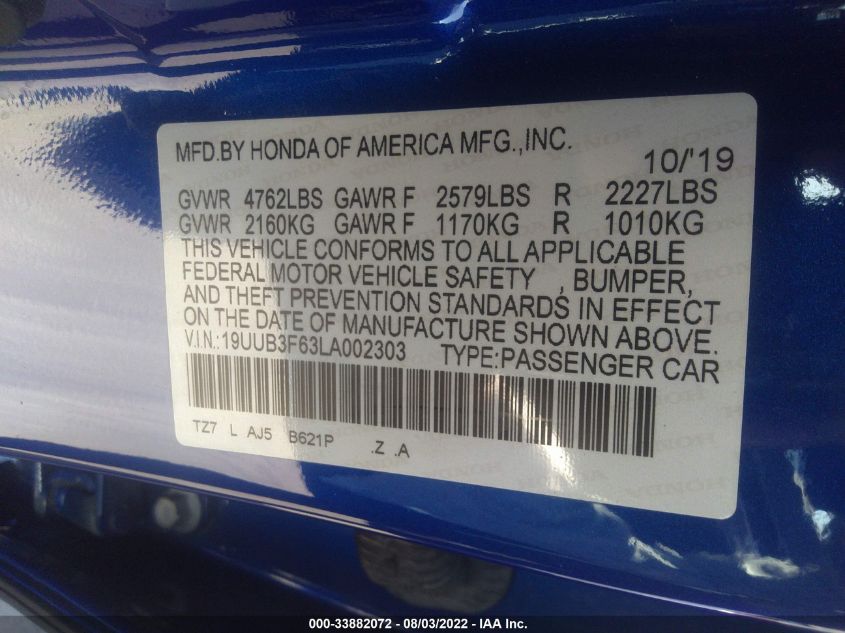 MFD.BY HONDA OF AMERICA MFG.,INC.
10/'19
GVWR 4762LBS GAWR F 2579LBS R 2227LBS
GVWR 2160KG GAWR F 1170KG R 1010KG
THIS VEHICLE CONFORMS TO ALL APPLICABLE
FEDERAL MOTOR VEHICLE SAFETY , BUMPER,
AND THEFT PREVENTION STANDARDS IN EFFECT
ON THE DATE OF MANUFACTURE SHOWN ABOVE.
V.I.N.:19UUB3F63LA002303 TYPE:PASSENGER CAR
TZ7 L AJ5 B621P .Z .A
000-33882072 - 08/03/2022 - IAA Inc.